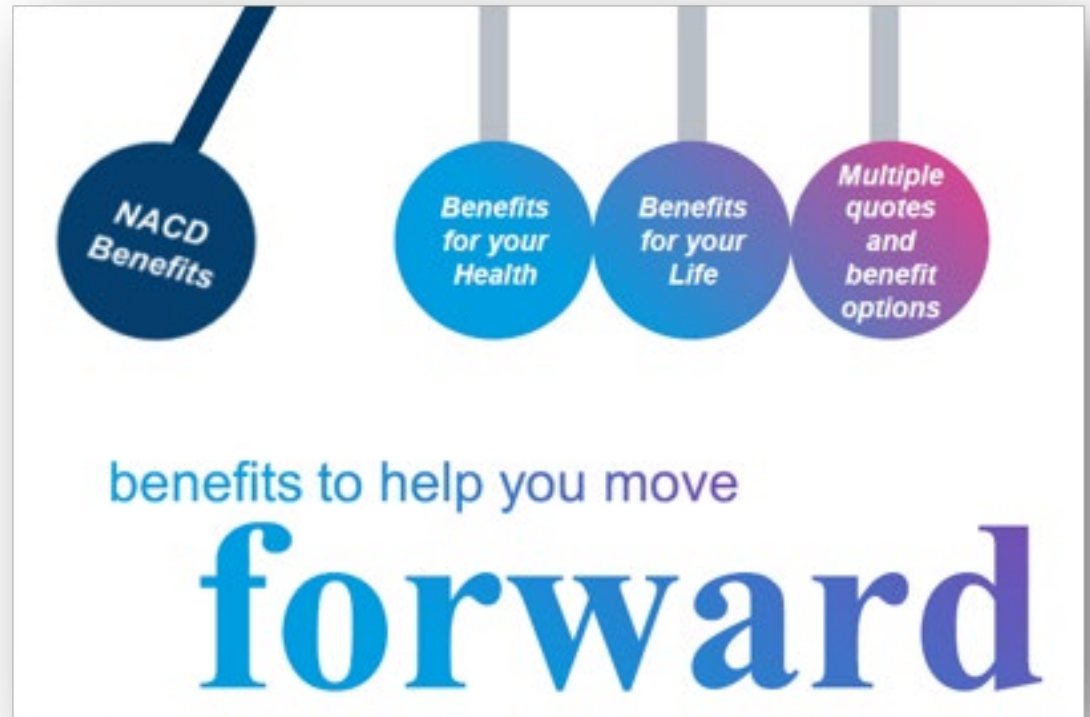 NACD
Benefits
Benefits
for your
Health
Benefits
for your
Life
Multiple
quotes
and
benefit
options
benefits to help you move
forward